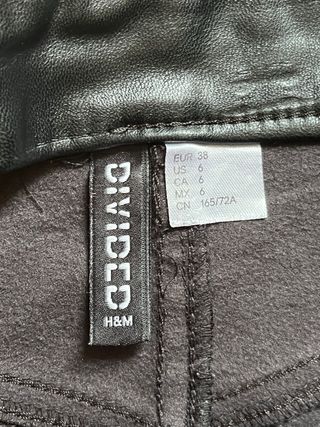 DIVIDED
H&M
EUR 38
US 6
CA 6
MX 6
CN 165/72A